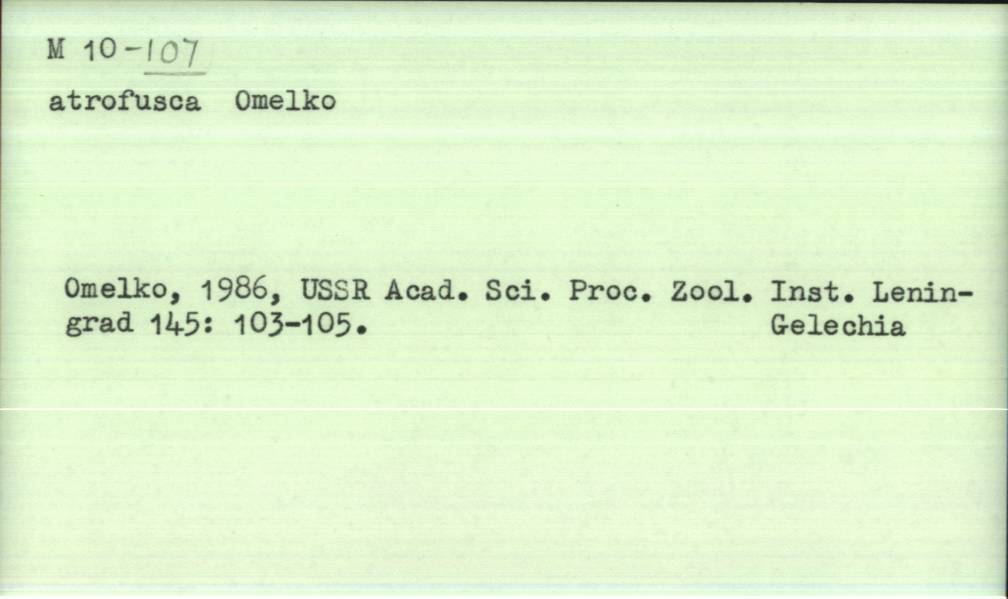 M 10-107
atrofusca Omelko
Omelko, 1986, USSR Acad. Sci. Proc. Zool. Inst. Lenin-
grad 145: 103-105. Gelechia